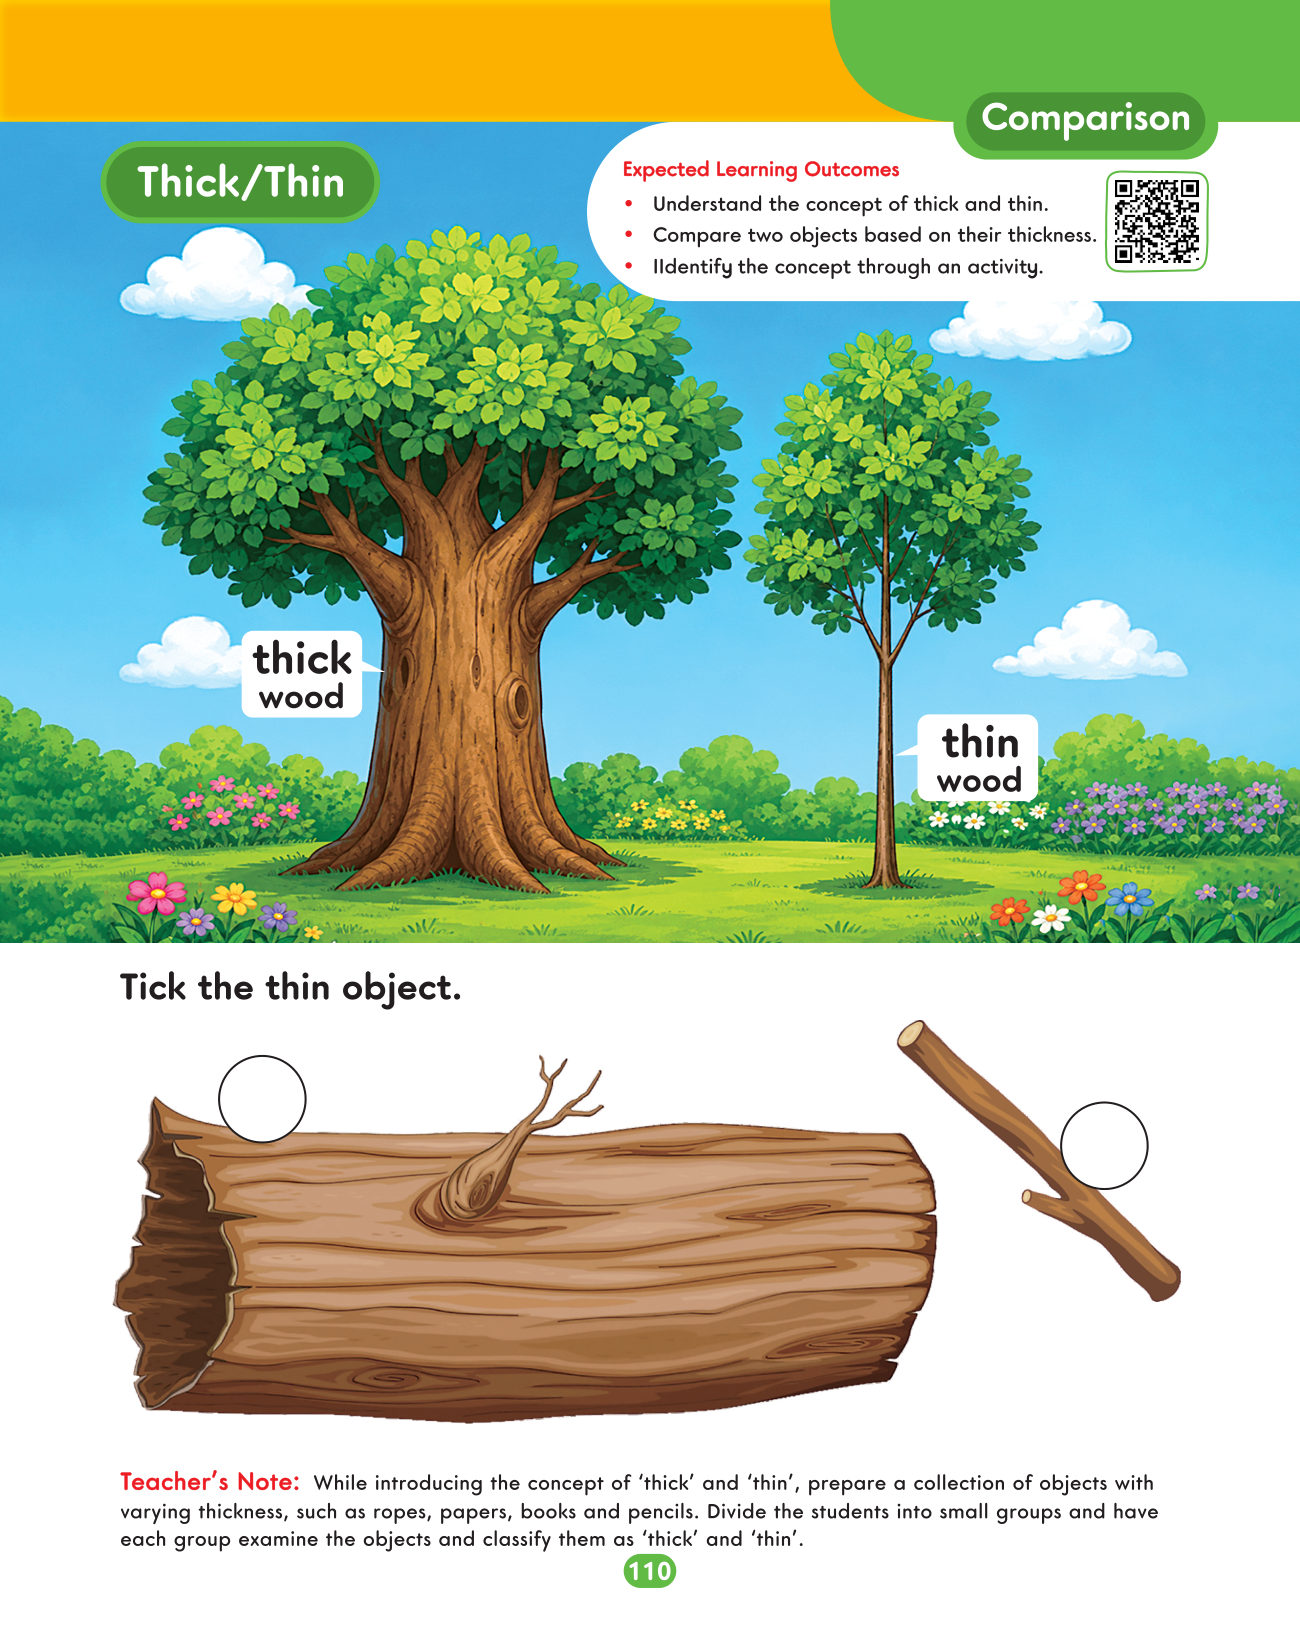 Comparison
Thick/Thin
Expected Learning Outcomes
• Understand the concept of thick and thin.
• Compare two objects based on their thickness.
• IIdentify the concept through an activity.
thick
wood
thin
wood
Tick the thin object.
Teacher’s Note: While introducing the concept of ‘thick’ and ‘thin’, prepare a collection of objects with
varying thickness, such as ropes, papers, books and pencils. Divide the students into small groups and have
each group examine the objects and classify them as ‘thick’ and ‘thin’.
110